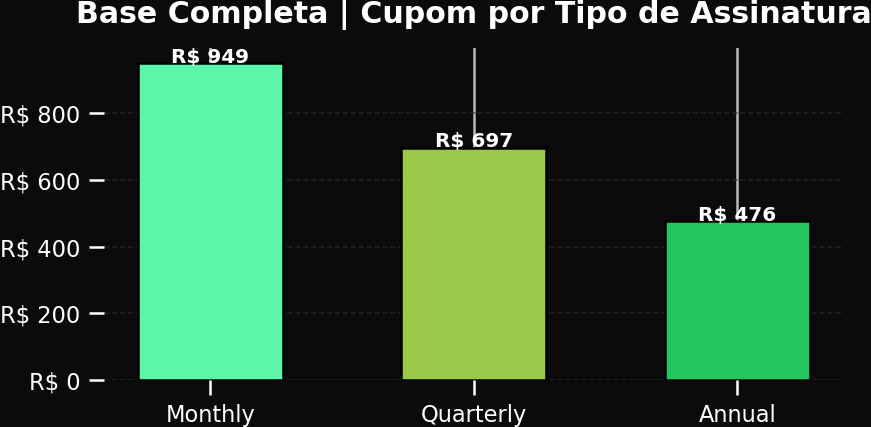 Base Completa | Cupom por Tipo de Assinatura
R$ 949
R$ 800
R$ 697
R$ 600
R$ 476
R$ 400
R$ 200
R$ 0
Monthly
Quarterly
Annual